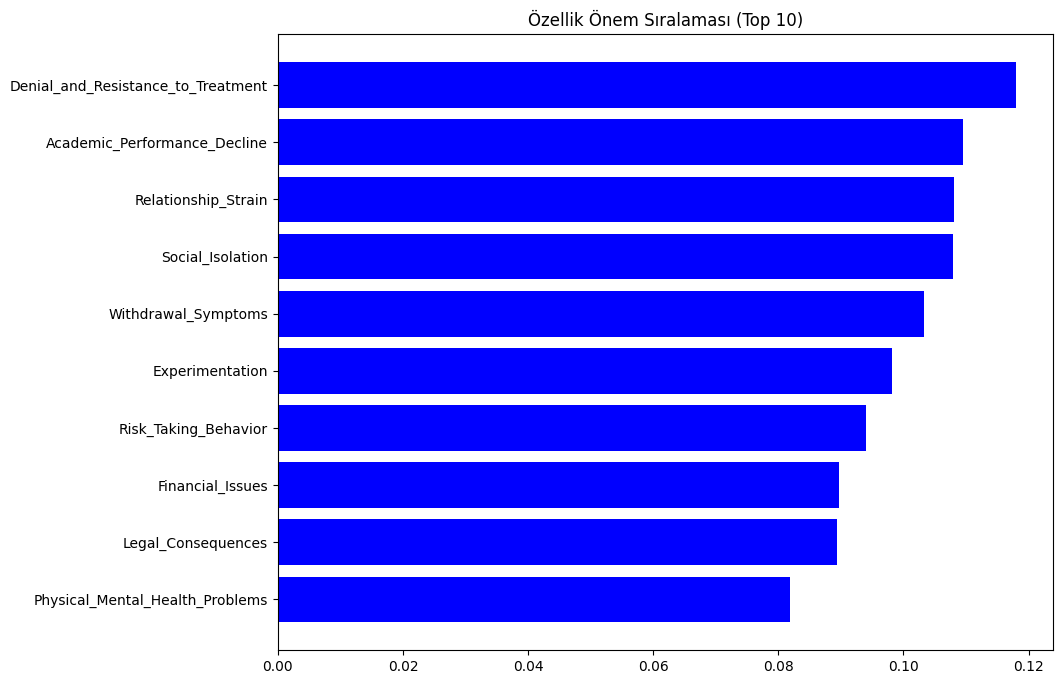 Özellik Önem Sıralaması (Top 10)
Denial_and_Resistance_to_Treatment
Academic_Performance_Decline
Relationship_Strain
Social_Isolation
Withdrawal_Symptoms
Experimentation
Risk_Taking_Behavior
Financial_Issues
Legal_Consequences
Physical_Mental_Health_Problems
0.00 0.02 0.04 0.06 0.08 0.10 0.12